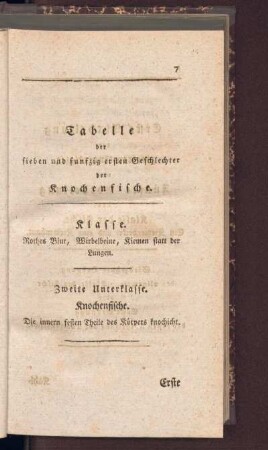 7
Tabelle
der
sieben und funfzig ersten Geschlechter
der
Knochenfische.
Klasse.
Rothes Blut, Wirbelbeine, Kiemen statt der
Lungen.
Zweite Unterklasse.
Knochenfische.
Die innern festen Theile des Körpers knochicht.
Erste